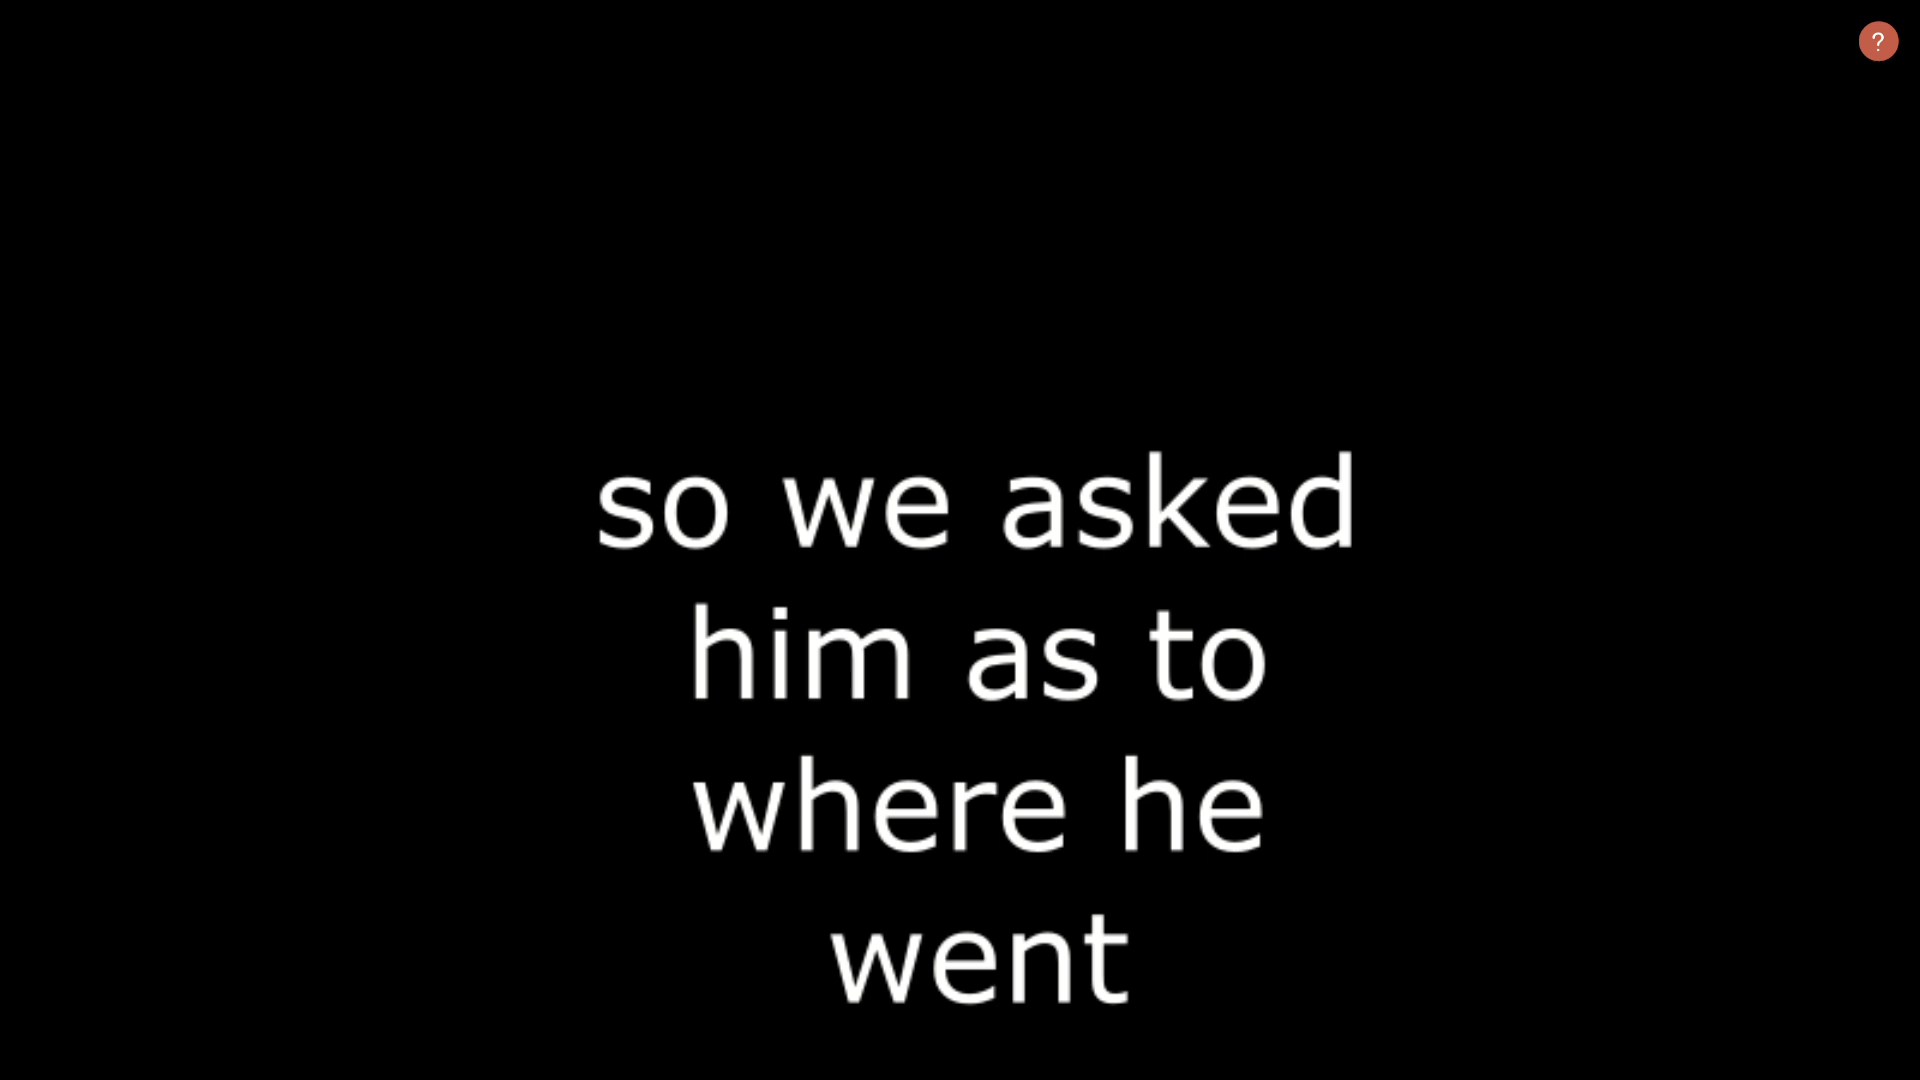 ?
so we asked
him as to
where he
went